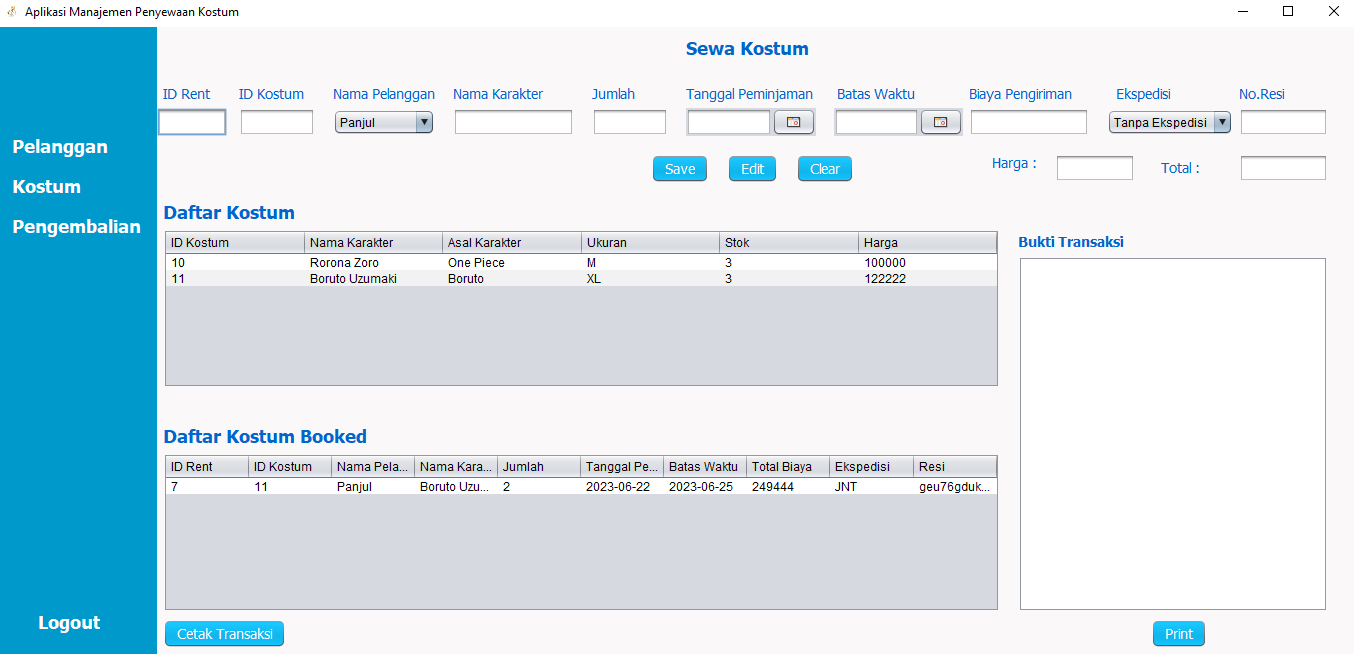 Aplikasi Manajemen Penyewaan Kostum
Sewa Kostum
ID Rent ID Kostum Nama Pelanggan Nama Karakter Jumlah Tanggal Peminjaman Batas Waktu Biaya Pengiriman Ekspedisi No.Resi
Panjul Tanpa Ekspedisi
Pelanggan
Kostum
Pengembalian
Save Edit Clear Harga : Total :
Daftar Kostum
ID Kostum Nama Karakter Asal Karakter Ukuran Stok Harga
10 Rorona Zoro One Piece M 3 100000
11 Boruto Uzumaki Boruto XL 3 122222
Bukti Transaksi
Daftar Kostum Booked
ID Rent ID Kostum Nama Pela... Nama Kara... Jumlah Tanggal Pe... Batas Waktu Total Biaya Ekspedisi Resi
7 11 Panjul Boruto Uzu... 2 2023-06-22 2023-06-25 249444 JNT geu76gduk...
Logout
Cetak Transaksi Print